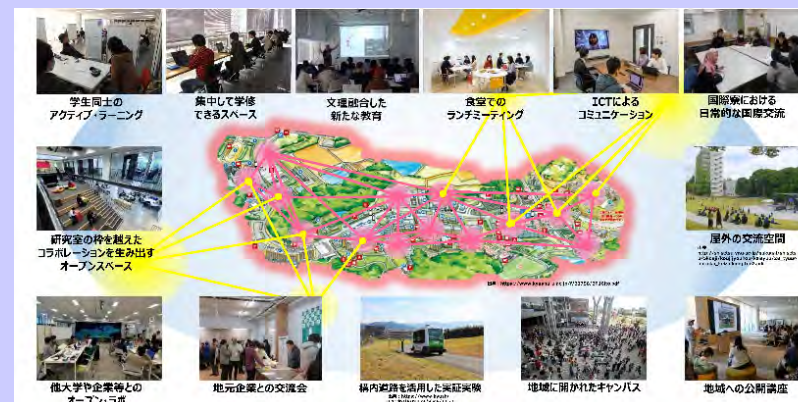 学生同士の
アクティブ・ラーニング
集中して学修
できるスペース
文理融合した
新たな教育
食堂での
ランチミーティング
ICTによる
コミュニケーション
国際寮における
日常的な国際交流
研究室の枠を越えた
コラボレーションを生み出す
オープンスペース
屋外の交流空間
他大学や企業等との
オープン・ラボ
地元企業との交流会
構内道路を活用した実証実験
地域に開かれたキャンパス
地域への公開講座